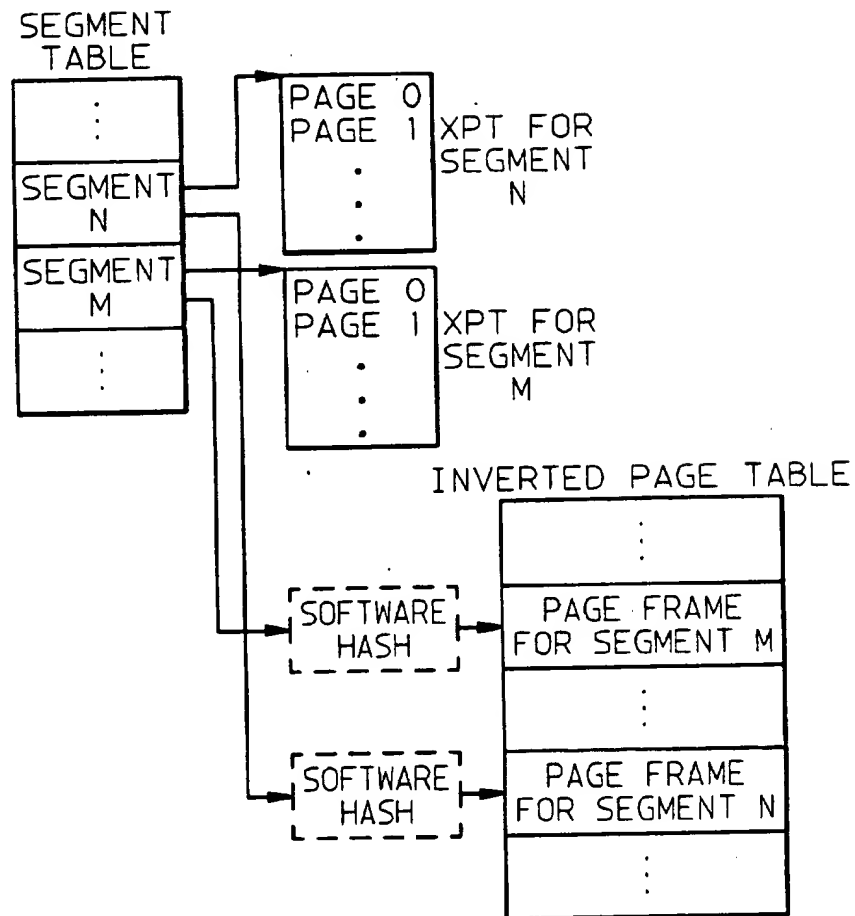 SEGMENT
TABLE
SEGMENT
N
SEGMENT
M
PAGE 0
PAGE 1
XPT FOR
SEGMENT
N
PAGE 0
PAGE 1
XPT FOR
SEGMENT
M
INVERTED PAGE TABLE
SOFTWARE
HASH
PAGE FRAME
FOR SEGMENT M
SOFTWARE
HASH
PAGE FRAME
FOR SEGMENT N